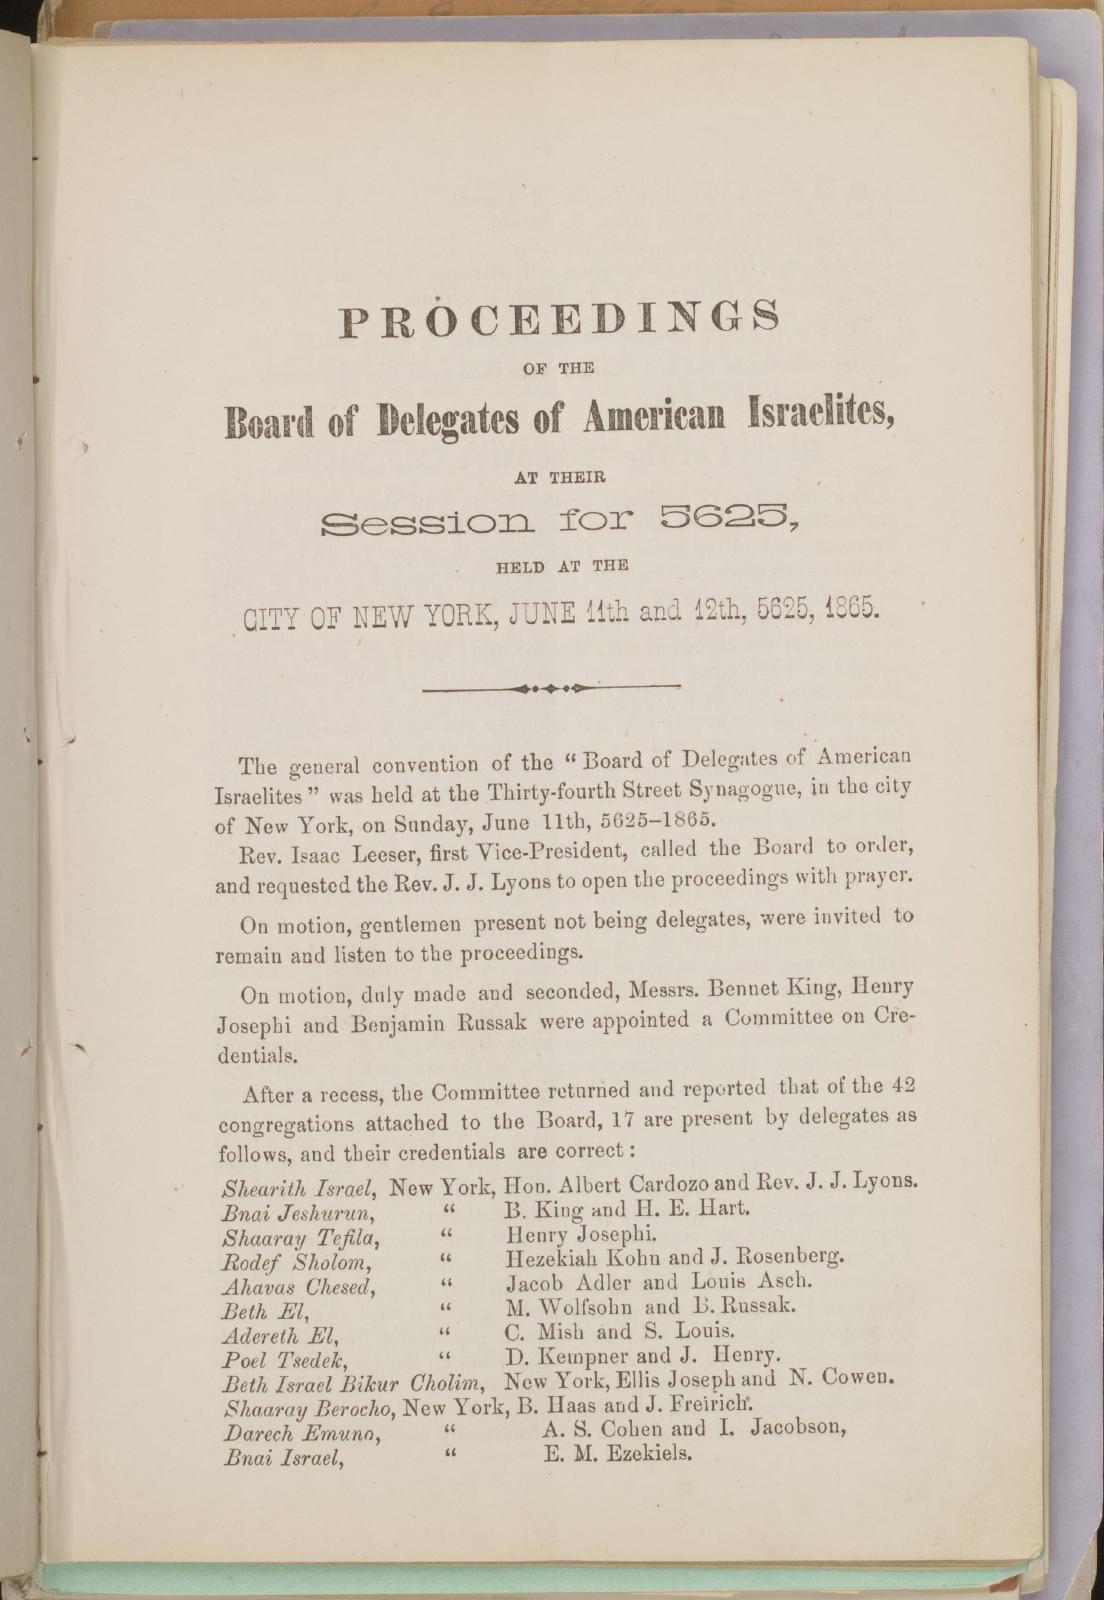 PROCEEDINGS
OF THE
Board of Delegates of American Israelites,
AT THEIR
Session for 5625,
HELD AT THE
CITY OF NEW YORK, JUNE 11th and 12th, 5625, 1865.
The general convention of the “Board of Delegates of American
Israelites” was held at the Thirty-fourth Street Synagogue, in the city
of New York, on Sunday, June 11th, 5625-1865.
Rev. Isaac Leeser, first Vice-President, called the Board to order,
and requested the Rev. J. J. Lyons to open the proceedings with prayer.
On motion, gentlemen present not being delegates, were invited to
remain and listen to the proceedings.
On motion, duly made and seconded, Messrs. Bennet King, Henry
Josephi and Benjamin Russak were appointed a Committee on Cre-
dentials.
After a recess, the Committee returned and reported that of the 42
congregations attached to the Board, 17 are present by delegates as
follows, and their credentials are correct:
Shearith Israel, New York, Hon. Albert Cardozo and Rev. J. J. Lyons.
Bnai Jeshurun, “ B. King and H. E. Hart.
Shaaray Tefila, “ Henry Josephi.
Rodef Sholom, “ Hezekiah Kohn and J. Rosenberg.
Ahavas Chesed, “ Jacob Adler and Louis Asch.
Beth El, “ M. Wolfsohn and B. Russak.
Adereth El, “ C. Mish and S. Louis.
Poel Tsedek, “ D. Kempner and J. Henry.
Beth Israel Bikur Cholim, New York, Ellis Joseph and N. Cowen.
Shaaray Berocho, New York, B. Haas and J. Freirich.
Darech Emuno, “ A. S. Cohen and I. Jacobson,
Bnai Israel, “ E. M. Ezekiels.